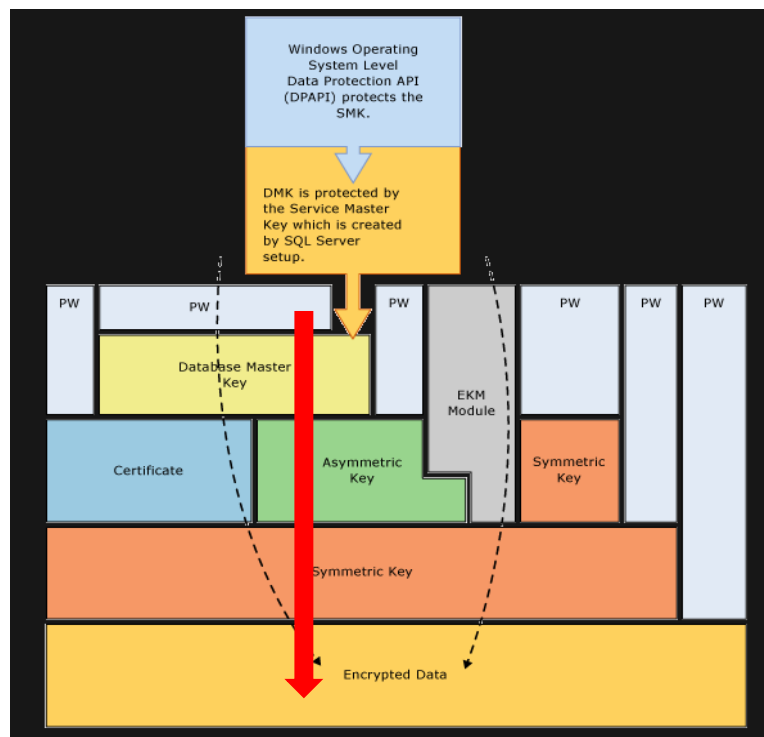 Windows Operating
System Level
Data Protection API
(DPAPI) protects the
SMK.
DMK is protected by
the Service Master
Key which is created
by SQL Server
setup.
PW
PW
PW
PW
PW
PW
Database Master
Key
EKM
Module
Certificate
Asymmetric
Key
Symmetric
Key
Symmetric Key
Encrypted Data